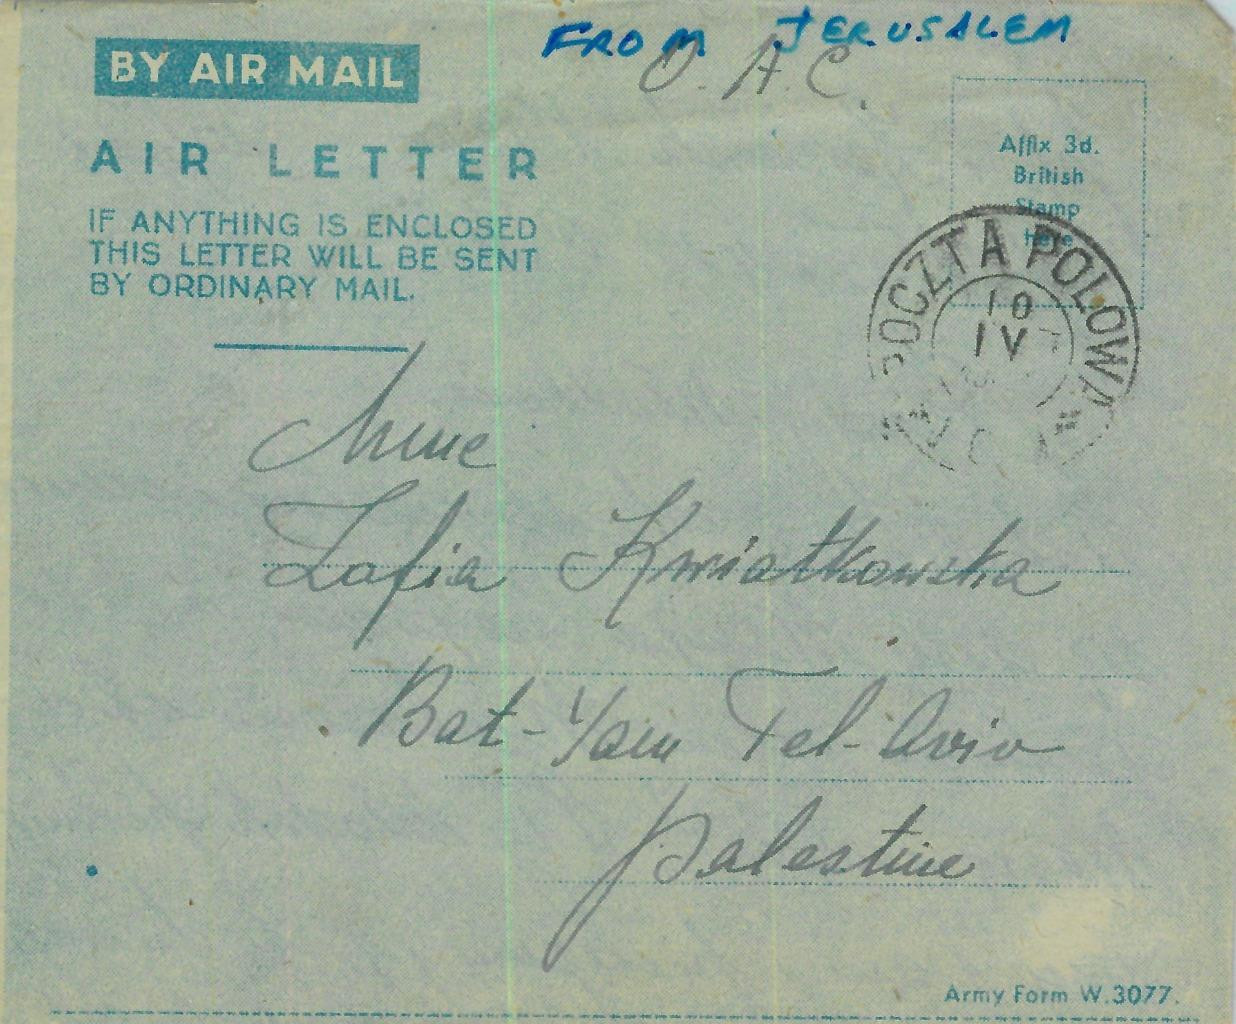 FROM JERUSALEM
O.A.C.
BY AIR MAIL
AIR LETTER
IF ANYTHING IS ENCLOSED
THIS LETTER WILL BE SENT
BY ORDINARY MAIL.
Affix 3d.
British
Stamp
here
POCZTA POLOWA
10
IV
Mme
Zofia Kwiatkowska
Bat-Yam Tel-Aviv
Palestine
Army Form W.3077.